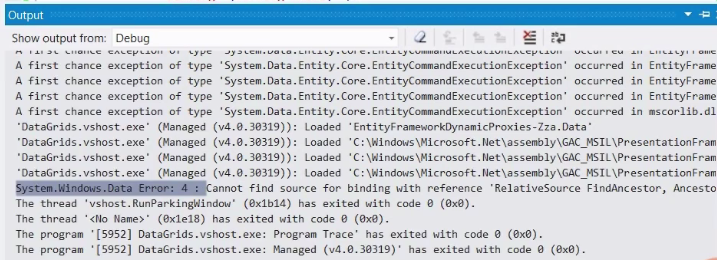 Output
Show output from: Debug
A first chance exception of type 'System.Data.Entity.Core.EntityCommandExecutionException' occurred in EntityFrame
A first chance exception of type 'System.Data.Entity.Core.EntityCommandExecutionException' occurred in EntityFrame
A first chance exception of type 'System.Data.Entity.Core.EntityCommandExecutionException' occurred in EntityFrame
A first chance exception of type 'System.Data.Entity.Core.EntityCommandExecutionException' occurred in EntityFrame
A first chance exception of type 'System.Data.Entity.Core.EntityCommandExecutionException' occurred in mscorlib.dl
'DataGrids.vshost.exe' (Managed (v4.0.30319)): Loaded 'EntityFrameworkDynamicProxies-Zza.Data'
'DataGrids.vshost.exe' (Managed (v4.0.30319)): Loaded 'C:\Windows\Microsoft.Net\assembly\GAC_MSIL\PresentationFram
'DataGrids.vshost.exe' (Managed (v4.0.30319)): Loaded 'C:\Windows\Microsoft.Net\assembly\GAC_MSIL\PresentationFram
'DataGrids.vshost.exe' (Managed (v4.0.30319)): Loaded 'C:\Windows\Microsoft.Net\assembly\GAC_MSIL\PresentationFram
System.Windows.Data Error: 4 : Cannot find source for binding with reference 'RelativeSource FindAncestor, Ancesto
The thread 'vshost.RunParkingWindow' (0x1b14) has exited with code 0 (0x0).
The thread '<No Name>' (0x1e18) has exited with code 0 (0x0).
The program '[5952] DataGrids.vshost.exe: Program Trace' has exited with code 0 (0x0).
The program '[5952] DataGrids.vshost.exe: Managed (v4.0.30319)' has exited with code 0 (0x0).